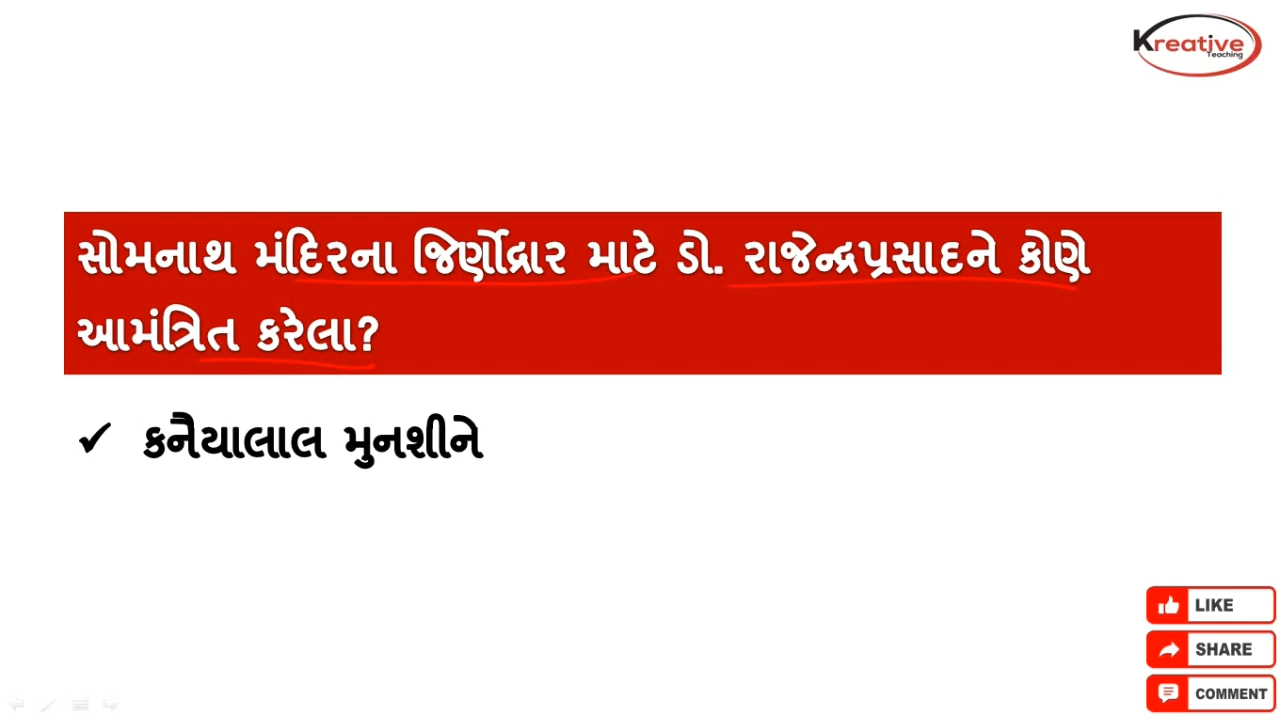 Kreative
Teaching
સોમનાથ મંદિરના જિર્ણોદ્રાર માટે ડો. રાજેન્દ્રપ્રસાદને કોણે
આમંત્રિત કરેલા?
✓ કનૈયાલાલ મુનશીને
LIKE
SHARE
COMMENT